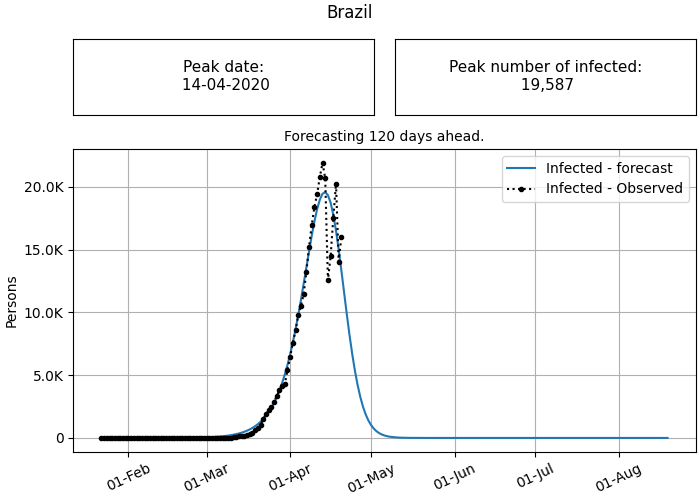 Brazil
Peak date:
14-04-2020
Peak number of infected:
19,587
Forecasting 120 days ahead.
Infected - forecast
Infected - Observed
20.0K
15.0K
10.0K
5.0K
0
Persons
01-Feb
01-Mar
01-Apr
01-May
01-Jun
01-Jul
01-Aug